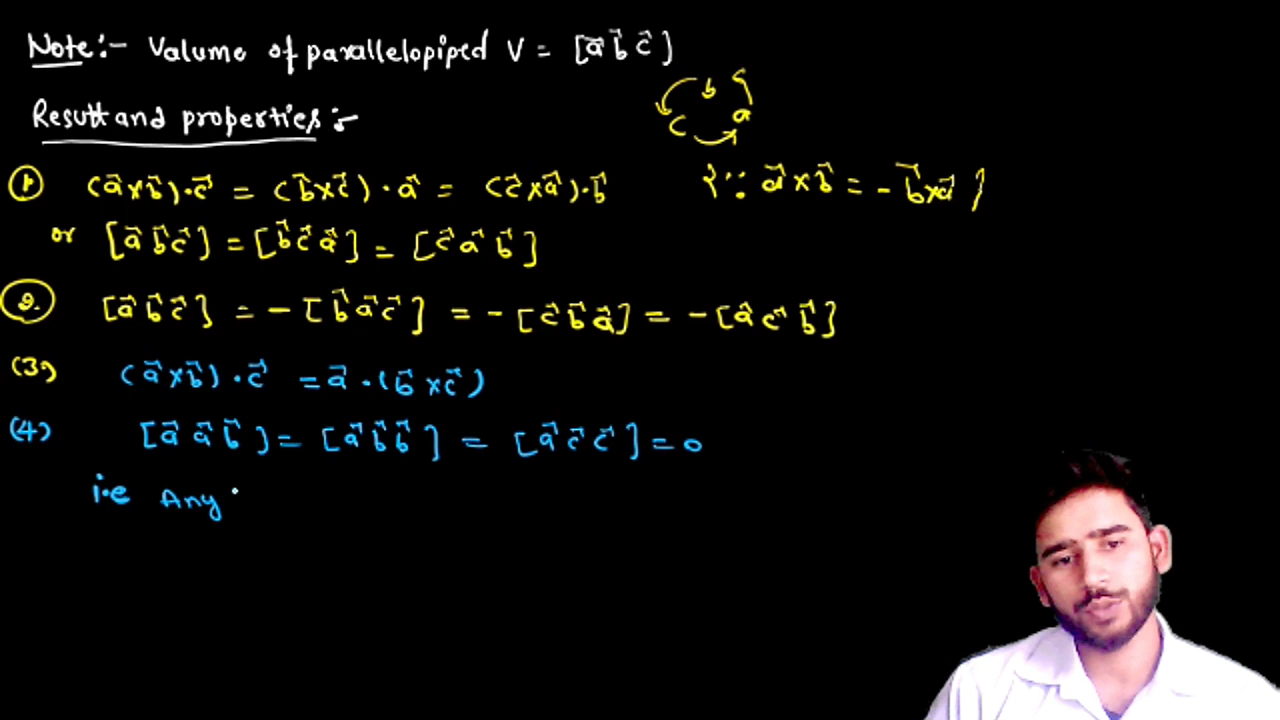 Note:- Volume of parallelopiped V = [a⃗ b⃗ c⃗]
Result and properties :-
b
c a
① (a⃗×b⃗)·c⃗ = (b⃗×c⃗)·a⃗ = (c⃗×a⃗)·b⃗ {∵ a⃗×b⃗ = -b⃗×a⃗}
or [a⃗ b⃗ c⃗] = [b⃗ c⃗ a⃗] = [c⃗ a⃗ b⃗]
②. [a⃗ b⃗ c⃗] = -[b⃗ a⃗ c⃗] = -[c⃗ b⃗ a⃗] = -[a⃗ c⃗ b⃗]
(3) (a⃗×b⃗)·c⃗ = a⃗·(b⃗×c⃗)
(4) [a⃗ a⃗ b⃗] = [a⃗ b⃗ b⃗] = [a⃗ c⃗ c⃗] = 0
i.e Any